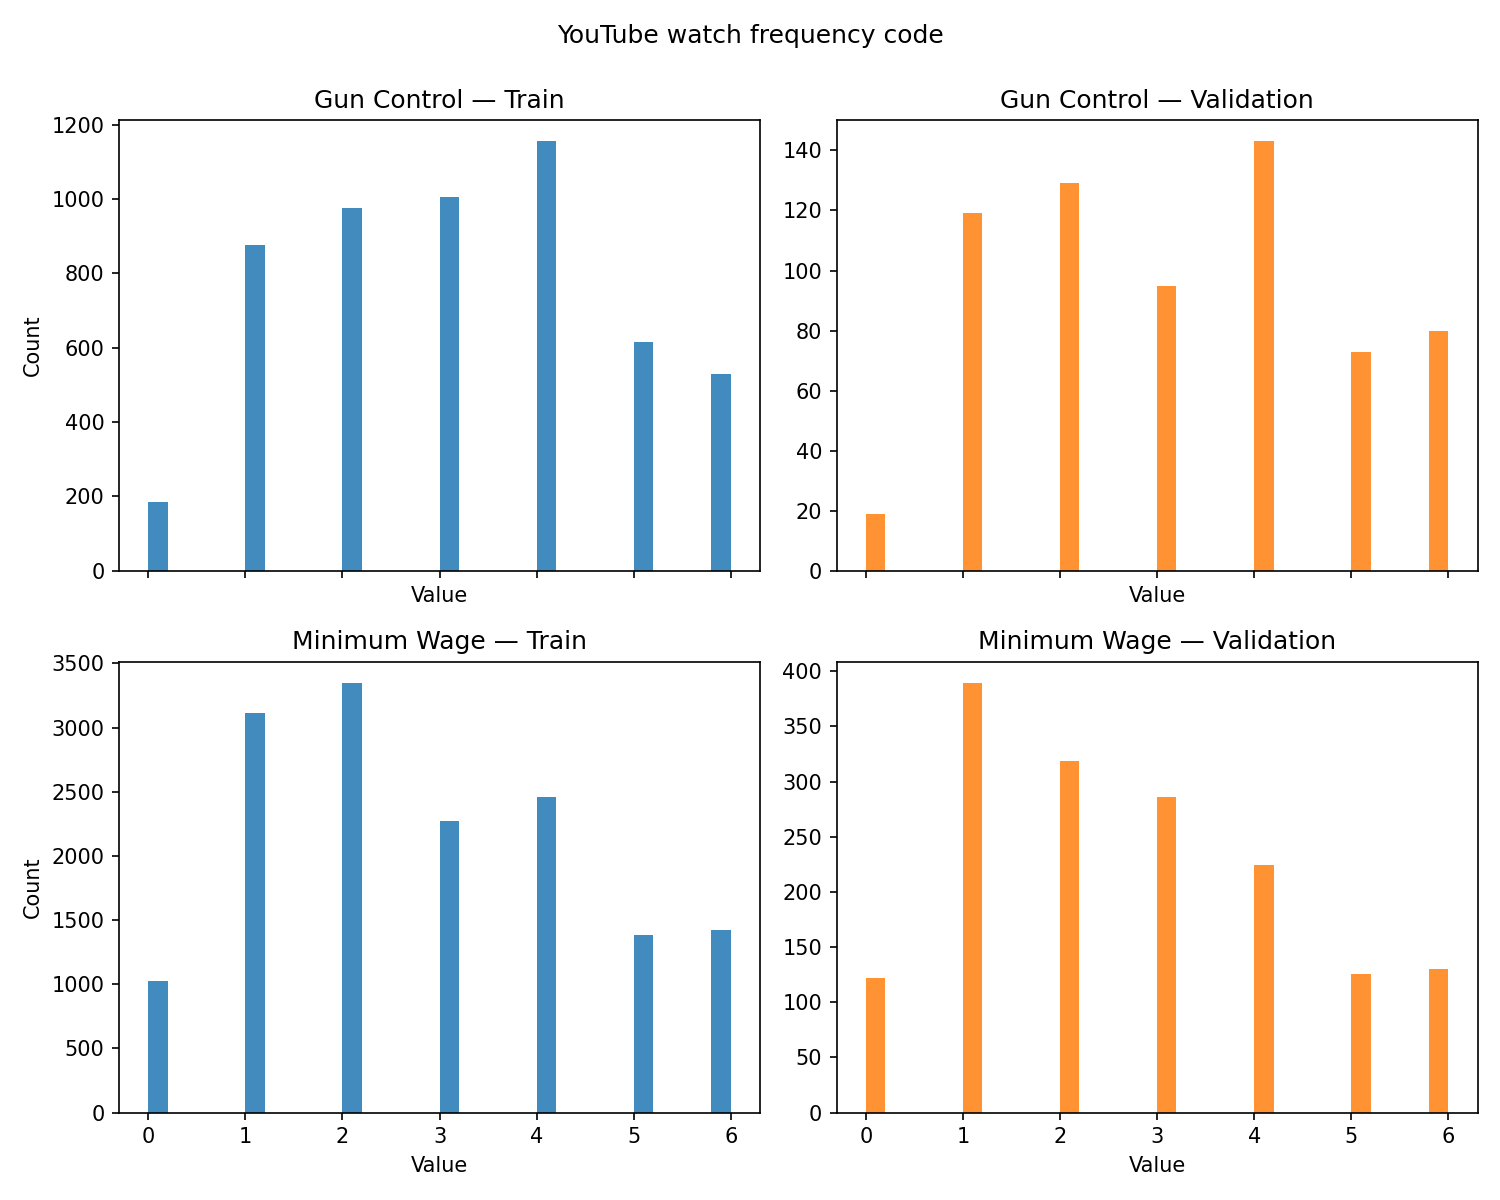 YouTube watch frequency code
Gun Control — Train
Gun Control — Validation
1200
1000
800
600
400
200
0
Count
Value
140
120
100
80
60
40
20
0
Value
Minimum Wage — Train
Minimum Wage — Validation
3500
3000
2500
2000
1500
1000
500
0
Count
0 1 2 3 4 5 6
Value
400
350
300
250
200
150
100
50
0
0 1 2 3 4 5 6
Value